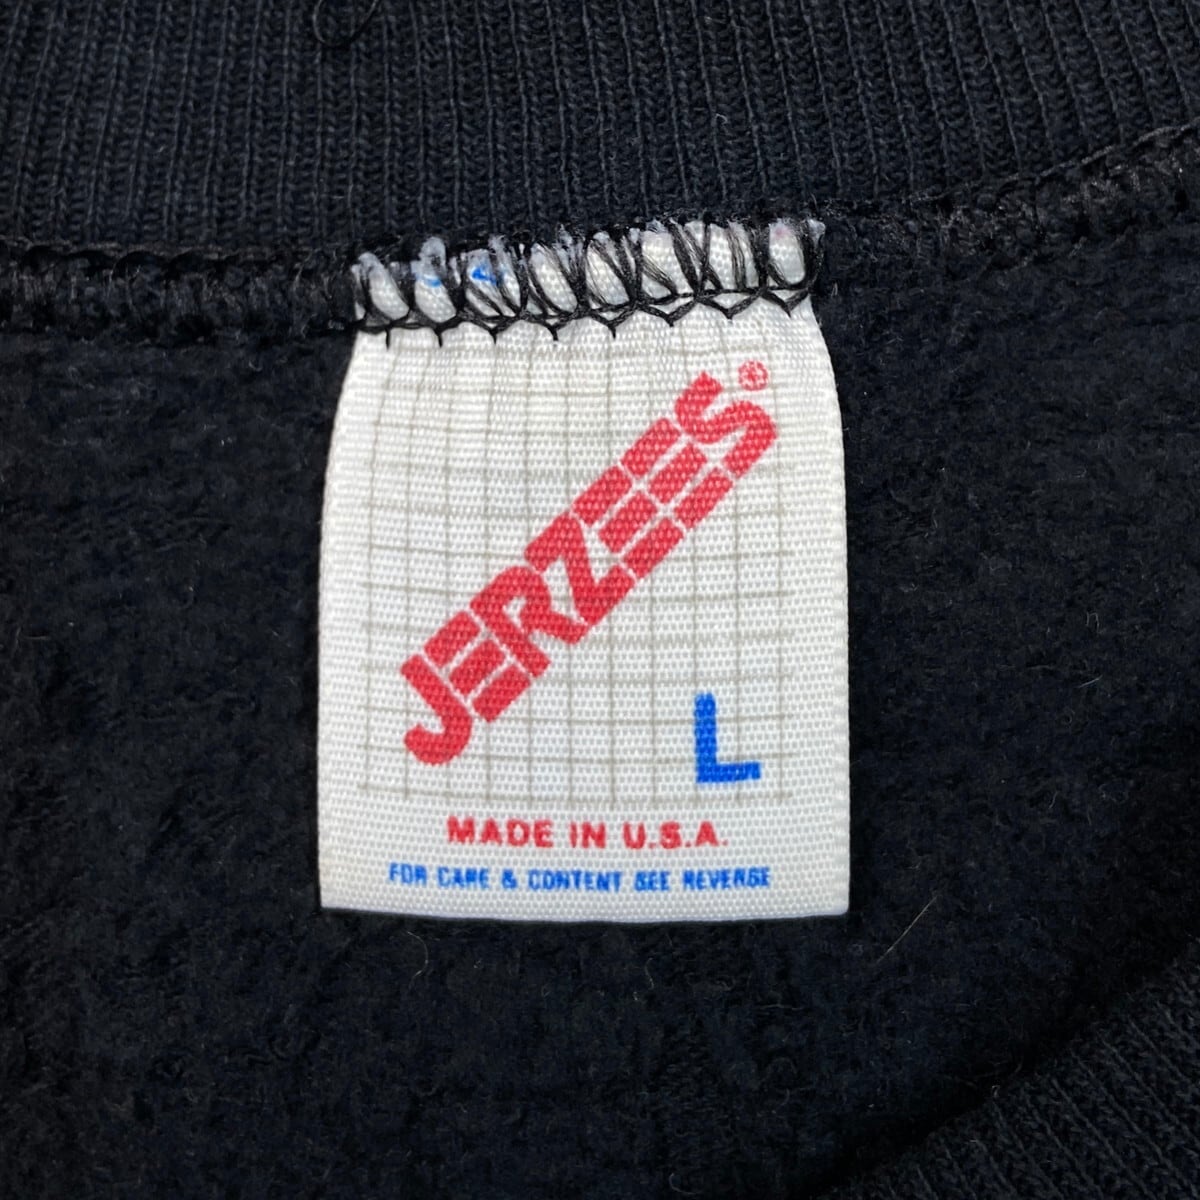 JERZEES®
L
MADE IN U.S.A.
FOR CARE & CONTENT SEE REVERSE